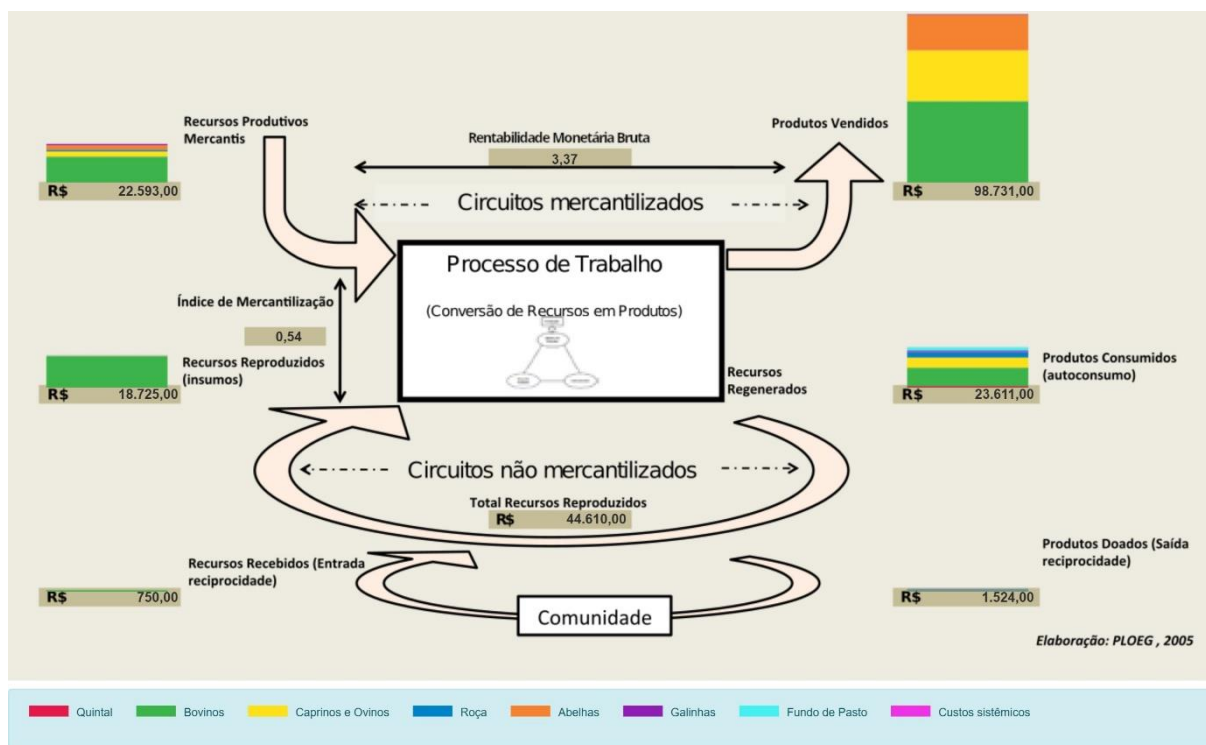 Recursos Produtivos
Mercantis
R$ 22.593,00
Rentabilidade Monetária Bruta
3,37
Produtos Vendidos
R$ 98.731,00
Circuitos mercantilizados
Processo de Trabalho
(Conversão de Recursos em Produtos)
Índice de Mercantilização
0,54
Recursos Reproduzidos
(insumos)
R$ 18.725,00
Recursos
Regenerados
Produtos Consumidos
(autoconsumo)
R$ 23.611,00
Circuitos não mercantilizados
Total Recursos Reproduzidos
R$ 44.610,00
Recursos Recebidos (Entrada
reciprocidade)
R$ 750,00
Produtos Doados (Saída
reciprocidade)
R$ 1.524,00
Comunidade
Elaboração: PLOEG , 2005
Quintal Bovinos Caprinos e Ovinos Roça Abelhas Galinhas Fundo de Pasto Custos sistêmicos